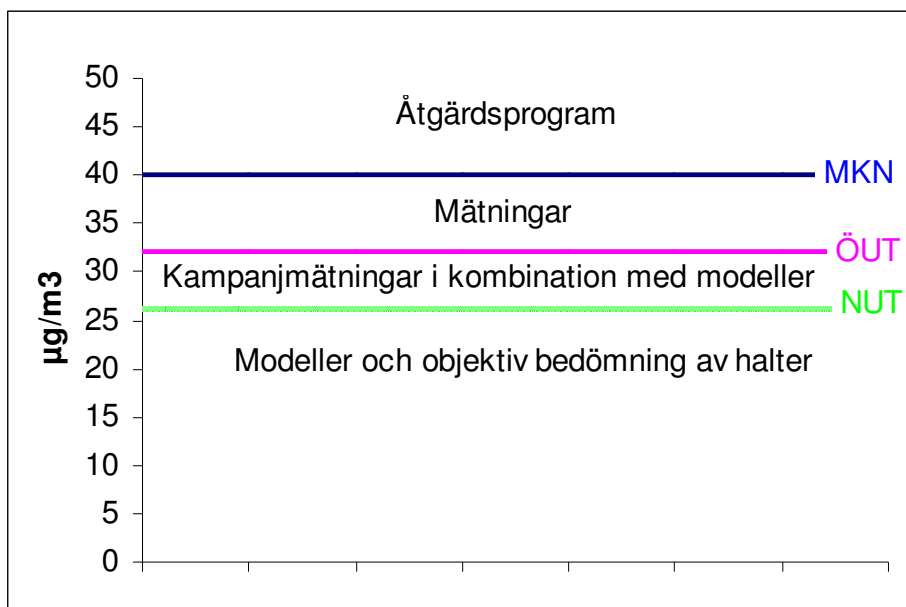 50
Åtgärdsprogram
45
40
MKN
35
Mätningar
ÖUT
30
Kampanjmätningar i kombination med modeller
NUT
25
20
Modeller och objektiv bedömning av halter
15
10
5
0
µg/m3